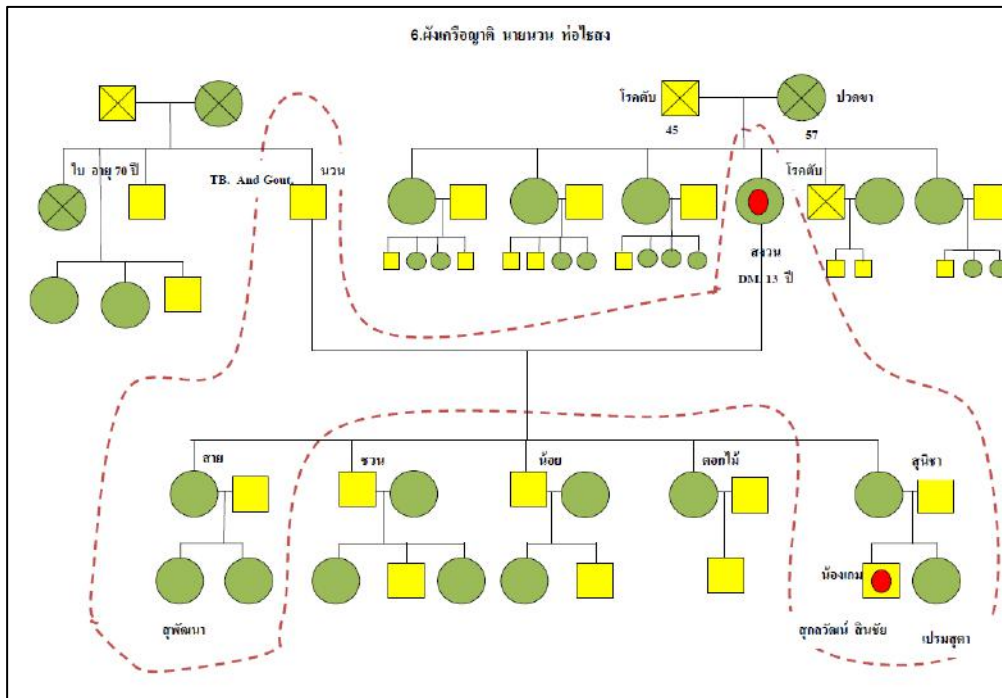 6.ผังเครือญาติ นายนวน ท่อไธสง
โรคตับ
ปวดขา
45
57
ใบ อายุ 70 ปี
TB. And Gout.
นวน
โรคตับ
สงวน
DM. 13 ปี
สาย
ชวน
น้อย
ดอกไม้
สุนิชา
น้องเกม
สุพัฒนา
สุกลวัฒน์ สินชัย
เปรมสุดา